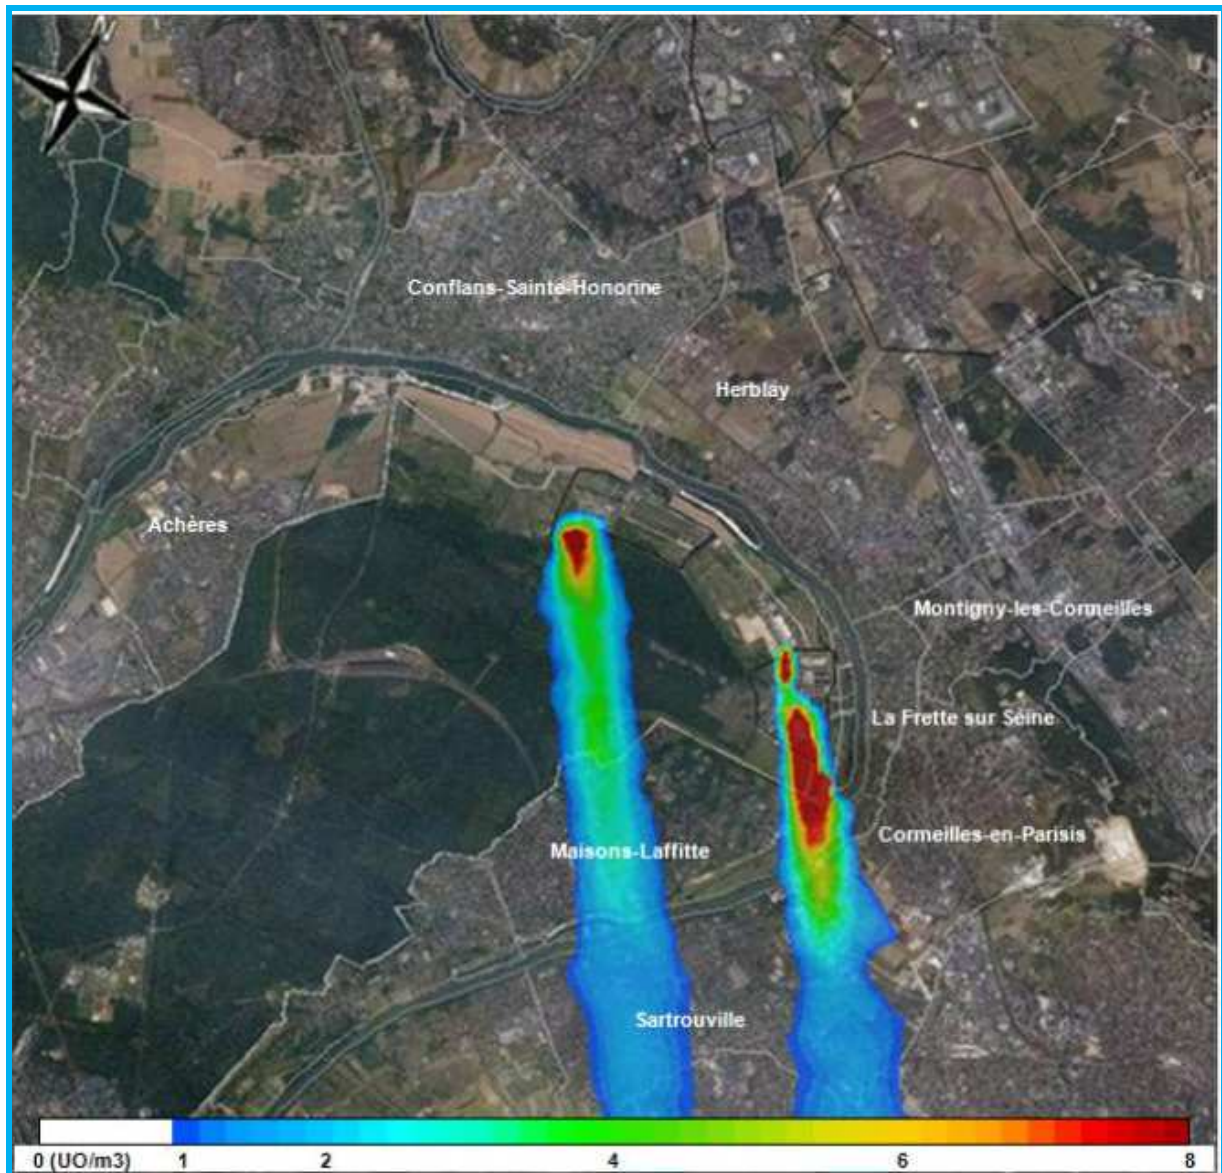 Conflans-Sainte-Honorine
Herblay
Achères
Montigny-les-Cormeilles
La Frette sur Seine
Cormeilles-en-Parisis
Maisons-Laffitte
Sartrouville
0 (UO/m3) 1 2 4 6 8